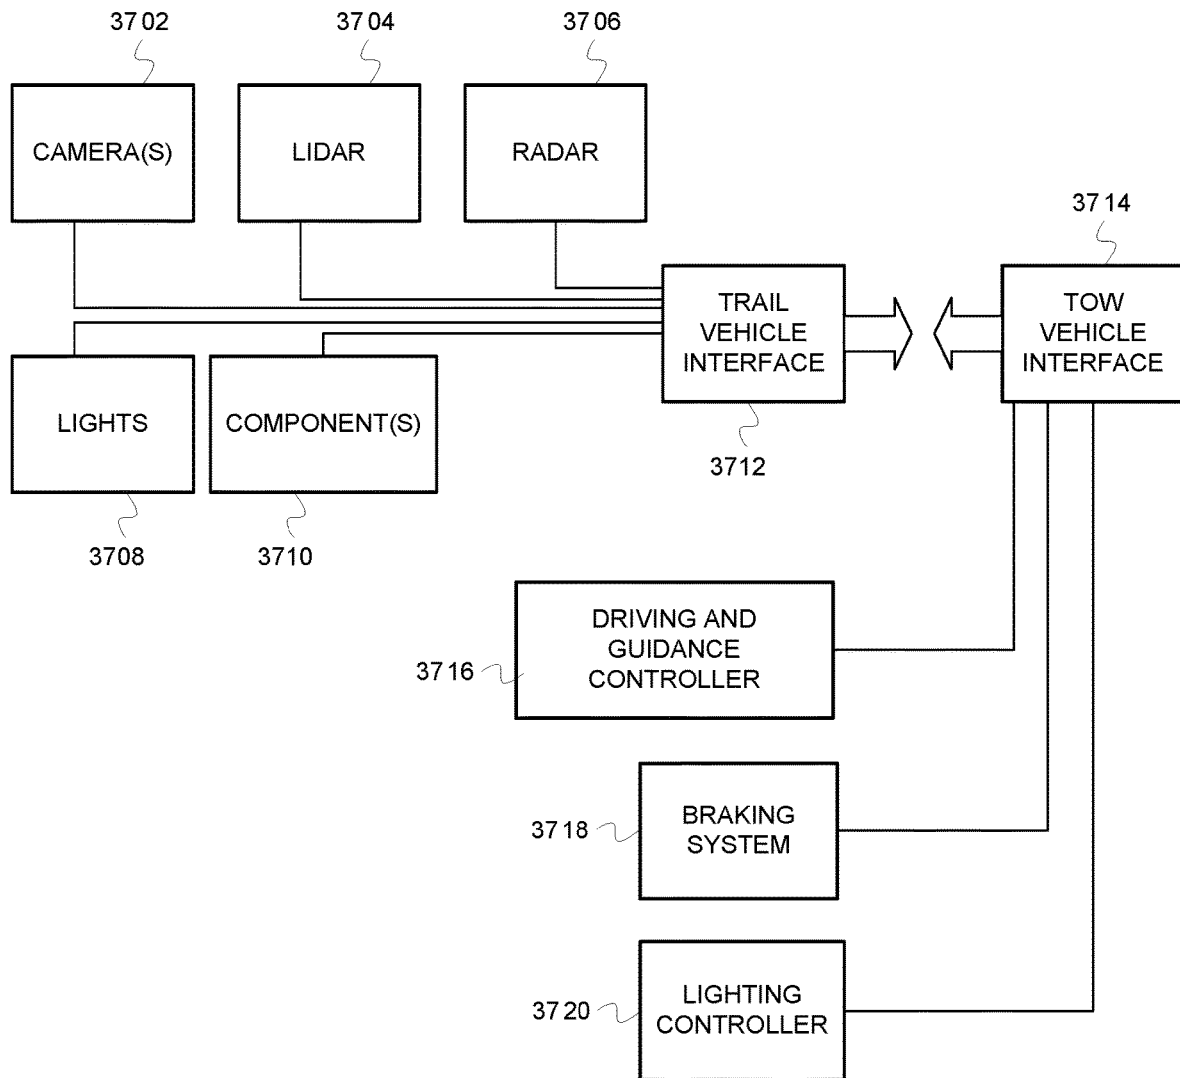 3702
3704
3706
CAMERA(S)
LIDAR
RADAR
3714
TRAIL
VEHICLE
INTERFACE
TOW
VEHICLE
INTERFACE
LIGHTS
COMPONENT(S)
3712
3708
3710
DRIVING AND
GUIDANCE
CONTROLLER
3716
BRAKING
SYSTEM
3718
LIGHTING
CONTROLLER
3720